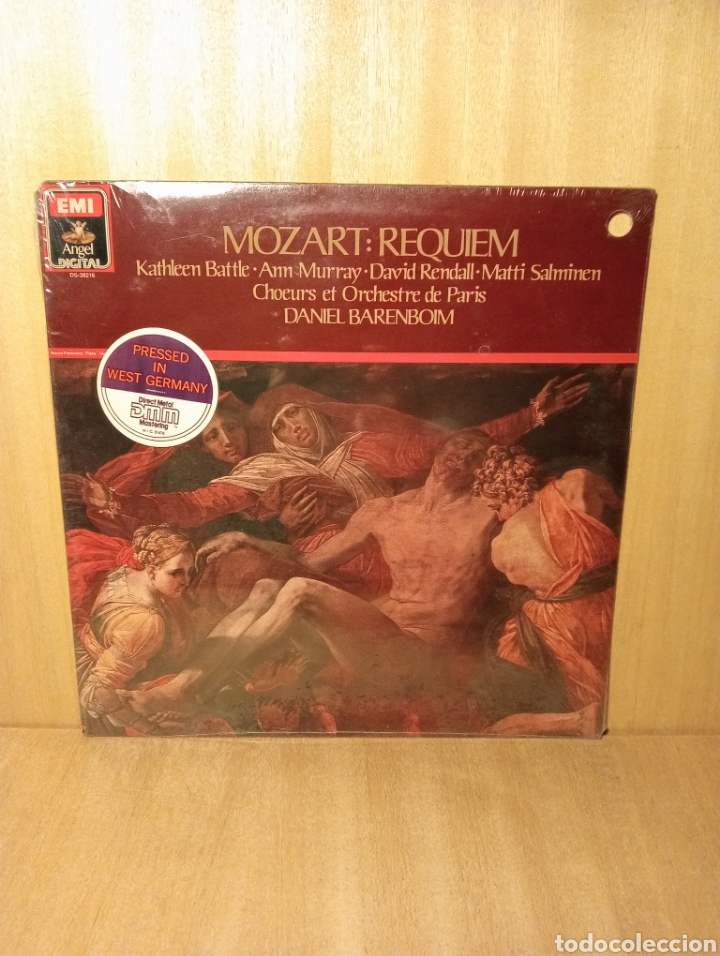 EMI
Angel
DIGITAL
DS-38216
MOZART: REQUIEM
Kathleen Battle • Ann Murray • David Rendall • Matti Salminen
Choeurs et Orchestre de Paris
DANIEL BARENBOIM
PRESSED
IN
WEST GERMANY
Direct Metal
DMM
Mastering
todocoleccion